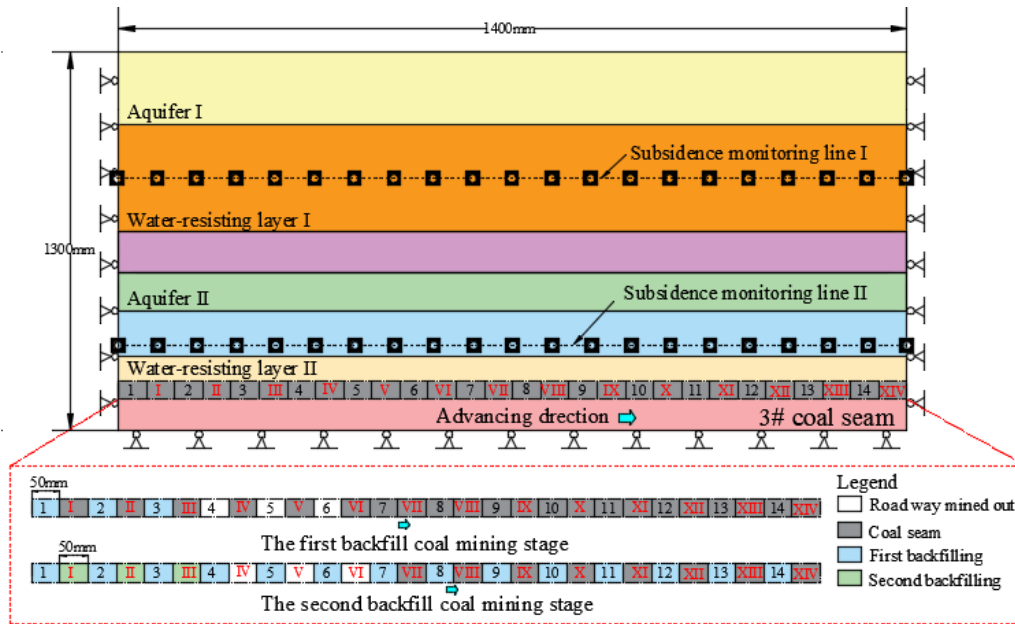 1400mm
Aquifer I
Subsidence monitoring line I
Water-resisting layer I
1300mm
Aquifer II
Subsidence monitoring line II
Water-resisting layer II
1 I 2 II 3 III 4 IV 5 V 6 VI 7 VII 8 VIII 9 IX 10 X 11 XI 12 XII 13 XIII 14 XIV
Advancing direction
3# coal seam
50mm
1 I 2 II 3 III 4 IV 5 V 6 VI 7 VII 8 VIII 9 IX 10 X 11 XI 12 XII 13 XIII 14 XIV
The first backfill coal mining stage
50mm
1 I 2 II 3 III 4 IV 5 V 6 VI 7 VII 8 VIII 9 IX 10 X 11 XI 12 XII 13 XIII 14 XIV
The second backfill coal mining stage
Legend
Roadway mined out
Coal seam
First backfilling
Second backfilling